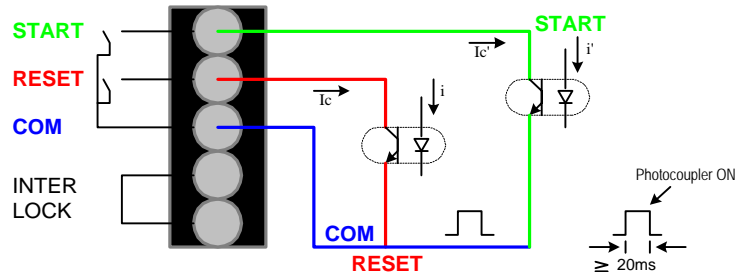 START
START
Ic'
i'
RESET
Ic
i
COM
INTER
LOCK
Photocoupler ON
COM
RESET
≥ 20ms